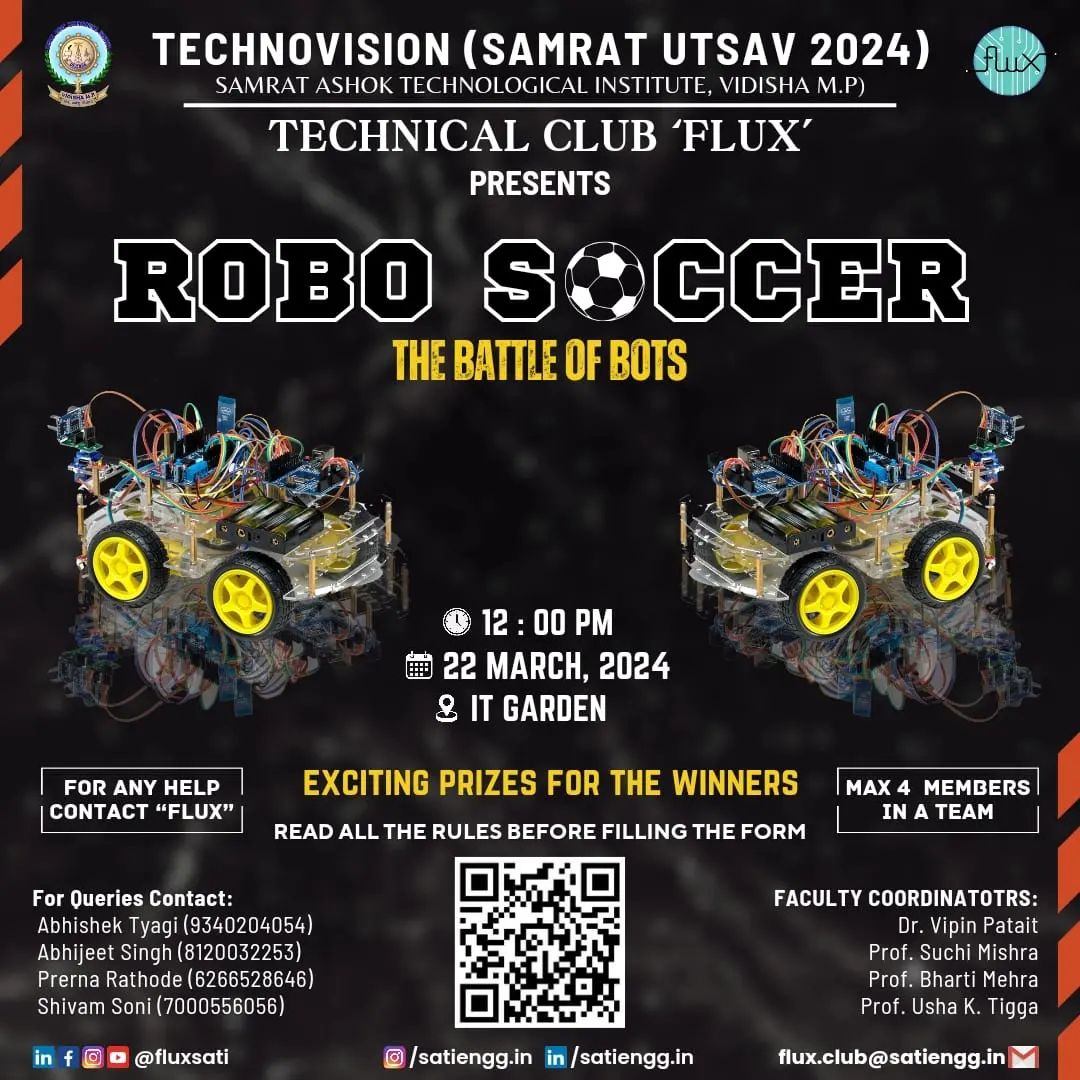 TECHNOVISION (SAMRAT UTSAV 2024)
SAMRAT ASHOK TECHNOLOGICAL INSTITUTE, VIDISHA M.P)
TECHNICAL CLUB ‘FLUX’
PRESENTS
flux
VIDISHA M.P.
ROBO SOCCER
THE BATTLE OF BOTS
12 : 00 PM
22 MARCH, 2024
IT GARDEN
FOR ANY HELP
CONTACT “FLUX”
EXCITING PRIZES FOR THE WINNERS
READ ALL THE RULES BEFORE FILLING THE FORM
MAX 4 MEMBERS
IN A TEAM
For Queries Contact:
Abhishek Tyagi (9340204054)
Abhijeet Singh (8120032253)
Prerna Rathode (6266528646)
Shivam Soni (7000556056)
FACULTY COORDINATOTRS:
Dr. Vipin Patait
Prof. Suchi Mishra
Prof. Bharti Mehra
Prof. Usha K. Tigga
@fluxsati
/satiengg.in
/satiengg.in
flux.club@satiengg.in